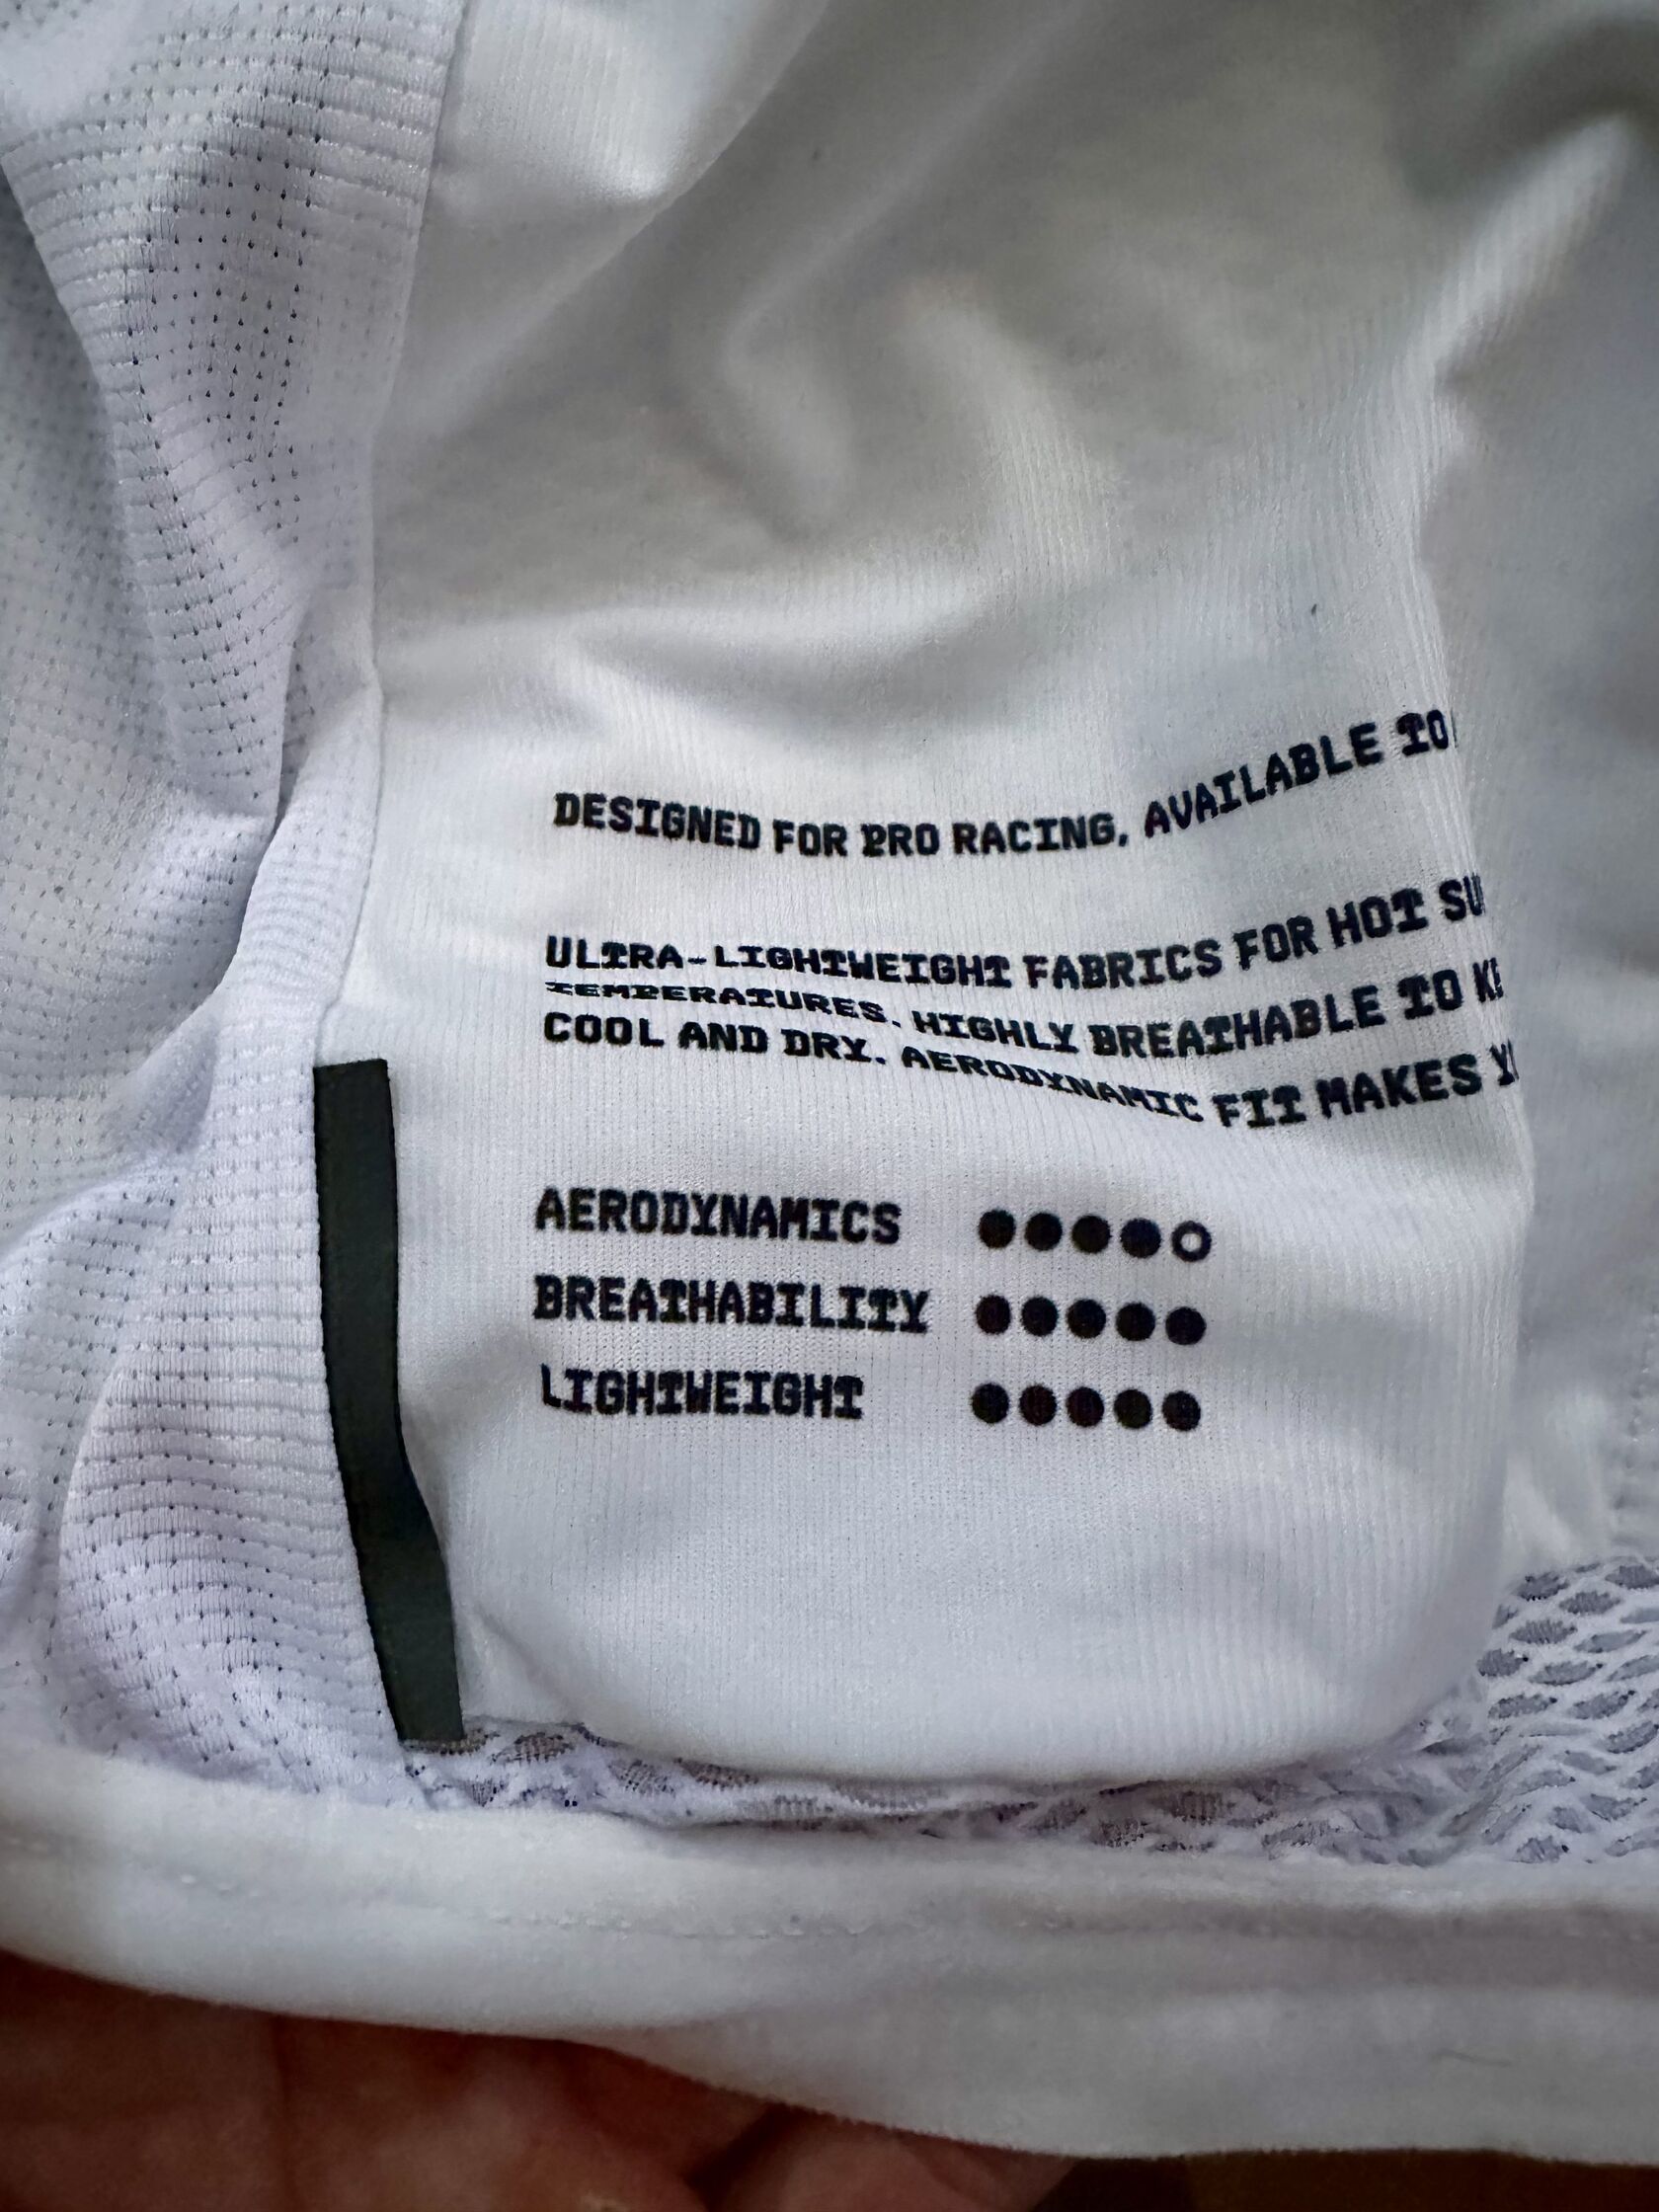 DESIGNED FOR PRO RACING, AVAILABLE TO
ULTRA-LIGHTWEIGHT FABRICS FOR HOT
TEMPERATURES. HIGHLY BREATHABLE TO
COOL AND DRY. AERODYNAMIC FIT MAKES
AERODYNAMICS ●●●●○
BREATHABILITY ●●●●●
LIGHTWEIGHT ●●●●●